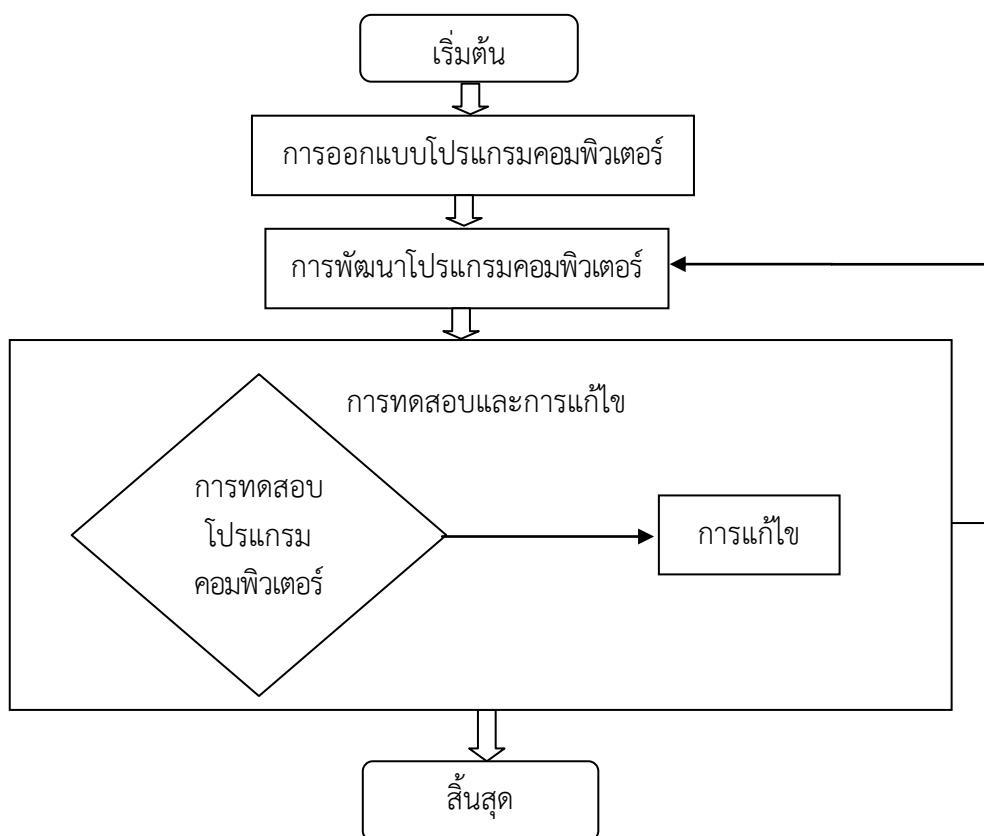 เริ่มต้น
การออกแบบโปรแกรมคอมพิวเตอร์
การพัฒนาโปรแกรมคอมพิวเตอร์
การทดสอบและการแก้ไข
การทดสอบ
โปรแกรม
คอมพิวเตอร์
การแก้ไข
สิ้นสุด